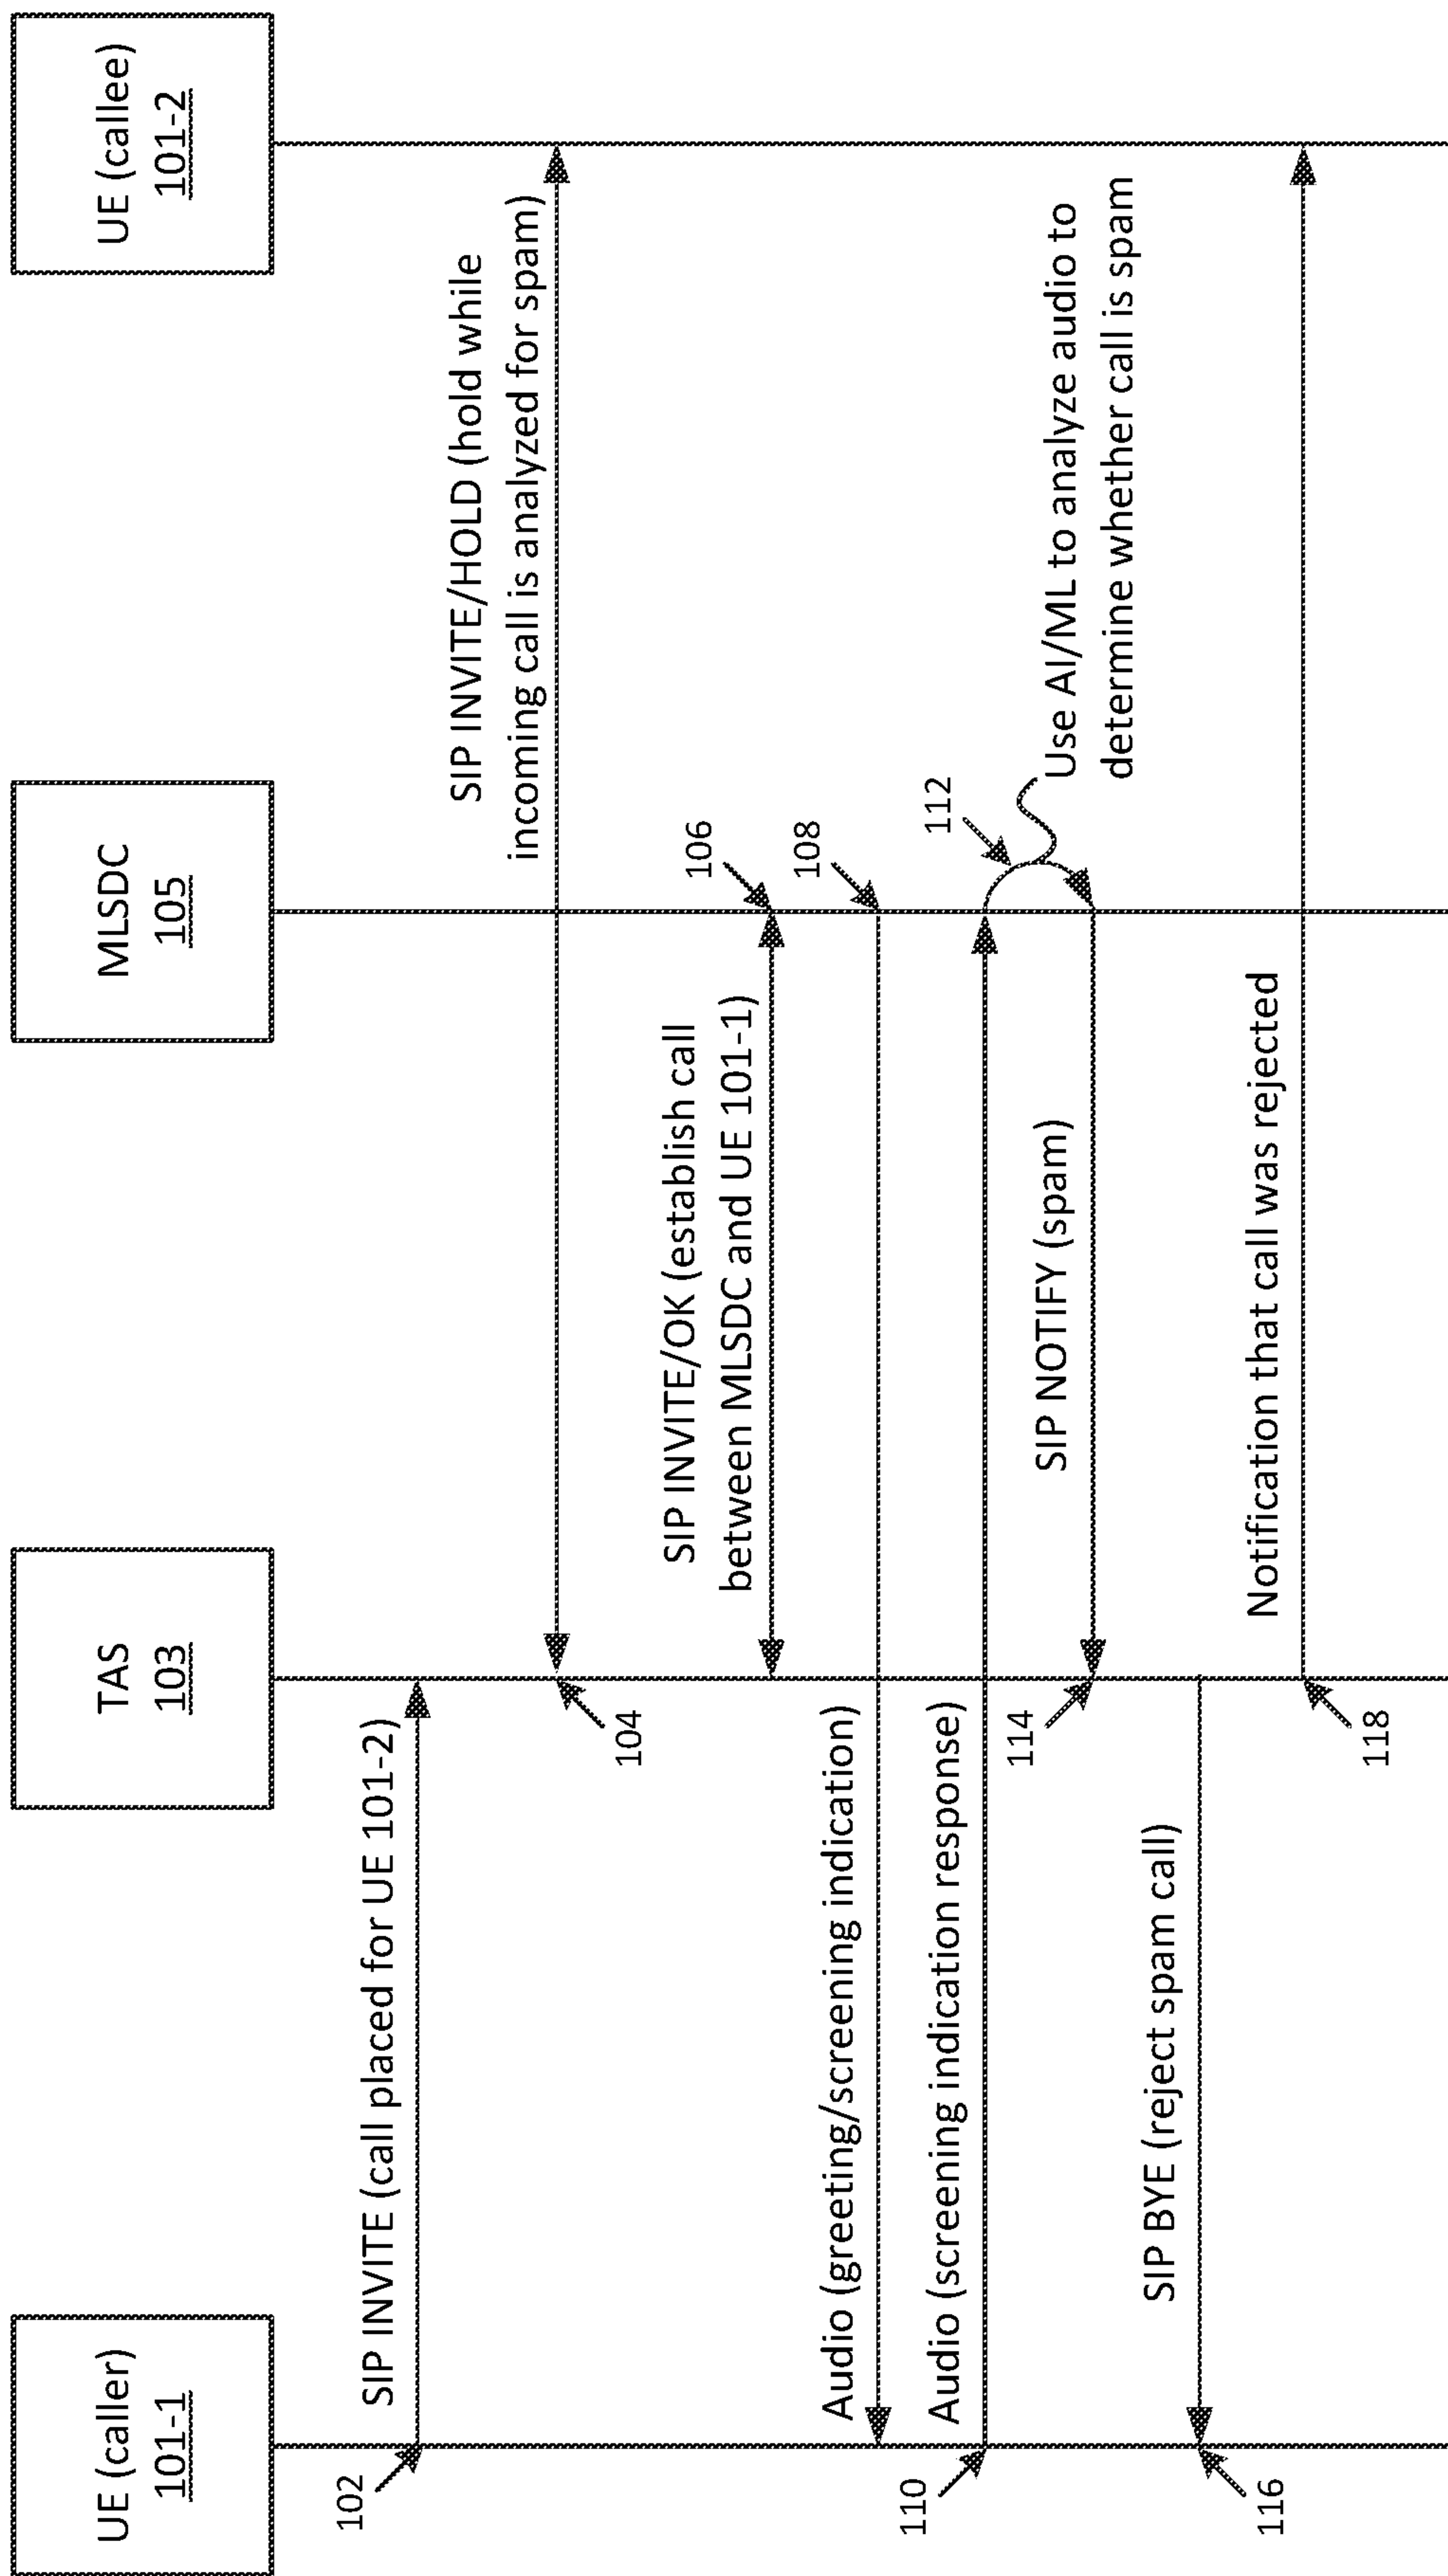 UE (caller)
101-1
TAS
103
MLSDC
105
UE (callee)
101-2
102
SIP INVITE (call placed for UE 101-2)
SIP INVITE/HOLD (hold while
incoming call is analyzed for spam)
104
SIP INVITE/OK (establish call
between MLSDC and UE 101-1)
106
Audio (greeting/screening indication)
108
110
Audio (screening indication response)
112
Use AI/ML to analyze audio to
determine whether call is spam
SIP NOTIFY (spam)
114
116
SIP BYE (reject spam call)
Notification that call was rejected
118